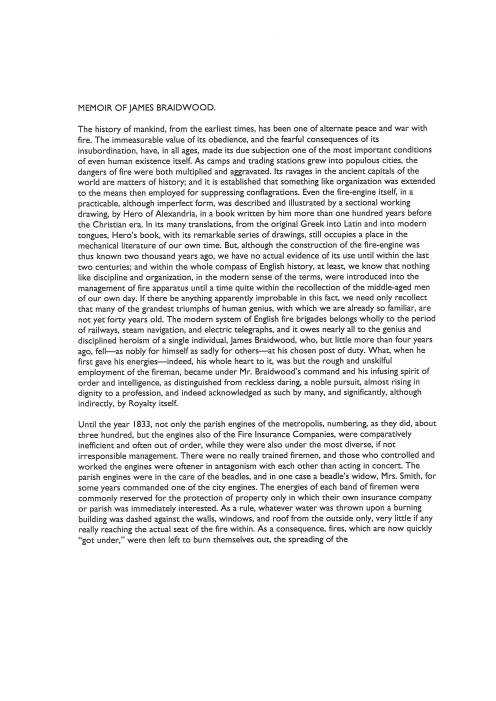 MEMOIR OF JAMES BRAIDWOOD.
The history of mankind, from the earliest times, has been one of alternate peace and war with
fire. The immeasurable value of its obedience, and the fearful consequences of its
insubordination, have, in all ages, made its due subjection one of the most important conditions
of even human existence itself. As camps and trading stations grew into populous cities, the
dangers of fire were both multiplied and aggravated. Its ravages in the ancient capitals of the
world are matters of history; and it is established that something like organization was extended
to the means then employed for suppressing conflagrations. Even the fire-engine itself, in a
practicable, although imperfect form, was described and illustrated by a sectional working
drawing, by Hero of Alexandria, in a book written by him more than one hundred years before
the Christian era. In its many translations, from the original Greek into Latin and into modern
tongues, Hero's book, with its remarkable series of drawings, still occupies a place in the
mechanical literature of our own time. But, although the construction of the fire-engine was
thus known two thousand years ago, we have no actual evidence of its use until within the last
two centuries; and within the whole compass of English history, at least, we know that nothing
like discipline and organization, in the modern sense of the terms, were introduced into the
management of fire apparatus until a time quite within the recollection of the middle-aged men
of our own day. If there be anything apparently improbable in this fact, we need only recollect
that many of the grandest triumphs of human genius, with which we are already so familiar, are
not yet forty years old. The modern system of English fire brigades belongs wholly to the period
of railways, steam navigation, and electric telegraphs, and it owes nearly all to the genius and
disciplined heroism of a single individual, James Braidwood, who, but little more than four years
ago, fell—as nobly for himself as sadly for others—at his chosen post of duty. What, when he
first gave his energies—indeed, his whole heart to it, was but the rough and unskilful
employment of the fireman, became under Mr. Braidwood's command and his infusing spirit of
order and intelligence, as distinguished from reckless daring, a noble pursuit, almost rising in
dignity to a profession, and indeed acknowledged as such by many, and significantly, although
indirectly, by Royalty itself.
Until the year 1833, not only the parish engines of the metropolis, numbering, as they did, about
three hundred, but the engines also of the Fire Insurance Companies, were comparatively
inefficient and often out of order, while they were also under the most diverse, if not
irresponsible management. There were no really trained firemen, and those who controlled and
worked the engines were oftener in antagonism with each other than acting in concert. The
parish engines were in the care of the beadles, and in one case a beadle's widow, Mrs. Smith, for
some years commanded one of the city engines. The energies of each band of firemen were
commonly reserved for the protection of property only in which their own insurance company
or parish was immediately interested. As a rule, whatever water was thrown upon a burning
building was dashed against the walls, windows, and roof from the outside only, very little if any
really reaching the actual seat of the fire within. As a consequence, fires, which are now quickly
"got under," were then left to burn themselves out, the spreading of the